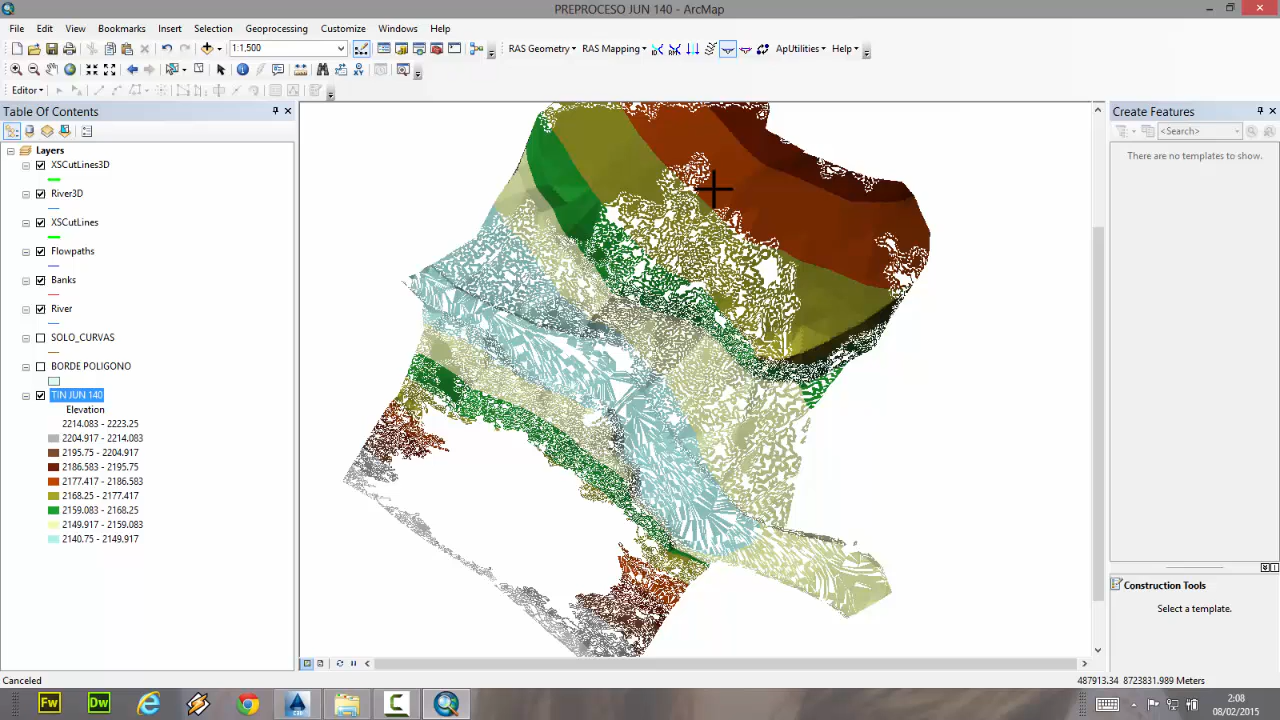 PREPROCESO JUN 140 - ArcMap
File Edit View Bookmarks Insert Selection Geoprocessing Customize Windows Help
1:1,500 RAS Geometry RAS Mapping ApUtilities Help
Editor
Table Of Contents
Layers
XSCutLines3D
River3D
XSCutLines
Flowpaths
Banks
River
SOLO_CURVAS
BORDE POLIGONO
TIN JUN 140
Elevation
2214.083 - 2223.25
2204.917 - 2214.083
2195.75 - 2204.917
2186.583 - 2195.75
2177.417 - 2186.583
2168.25 - 2177.417
2159.083 - 2168.25
2149.917 - 2159.083
2140.75 - 2149.917
Create Features
<Search>
There are no templates to show.
Construction Tools
Select a template.
Canceled
487913.34 8723831.989 Meters
Fw Dw
2:08
08/02/2015